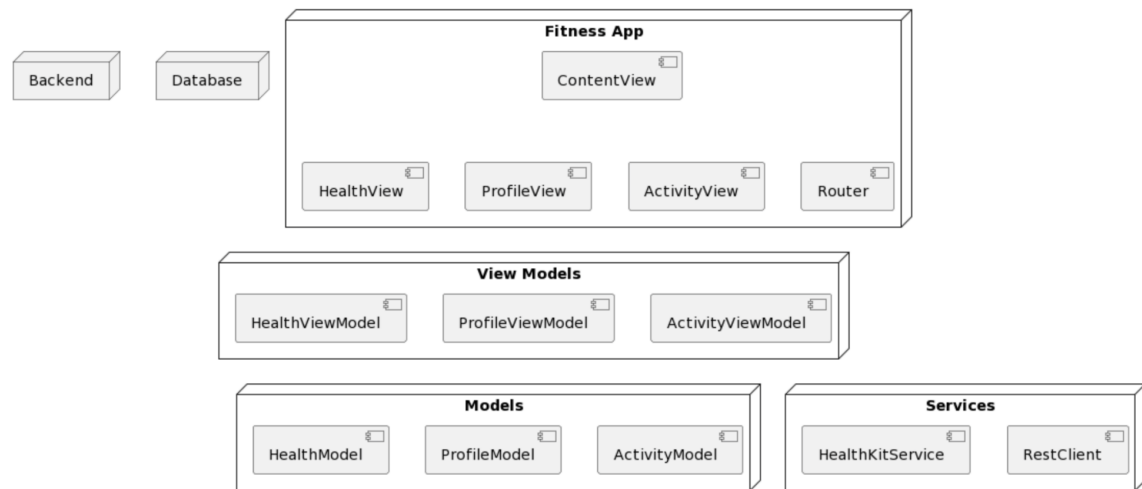 Fitness App
ContentView
Backend
Database
HealthView
ProfileView
ActivityView
Router
View Models
HealthViewModel
ProfileViewModel
ActivityViewModel
Models
Services
HealthModel
ProfileModel
ActivityModel
HealthKitService
RestClient